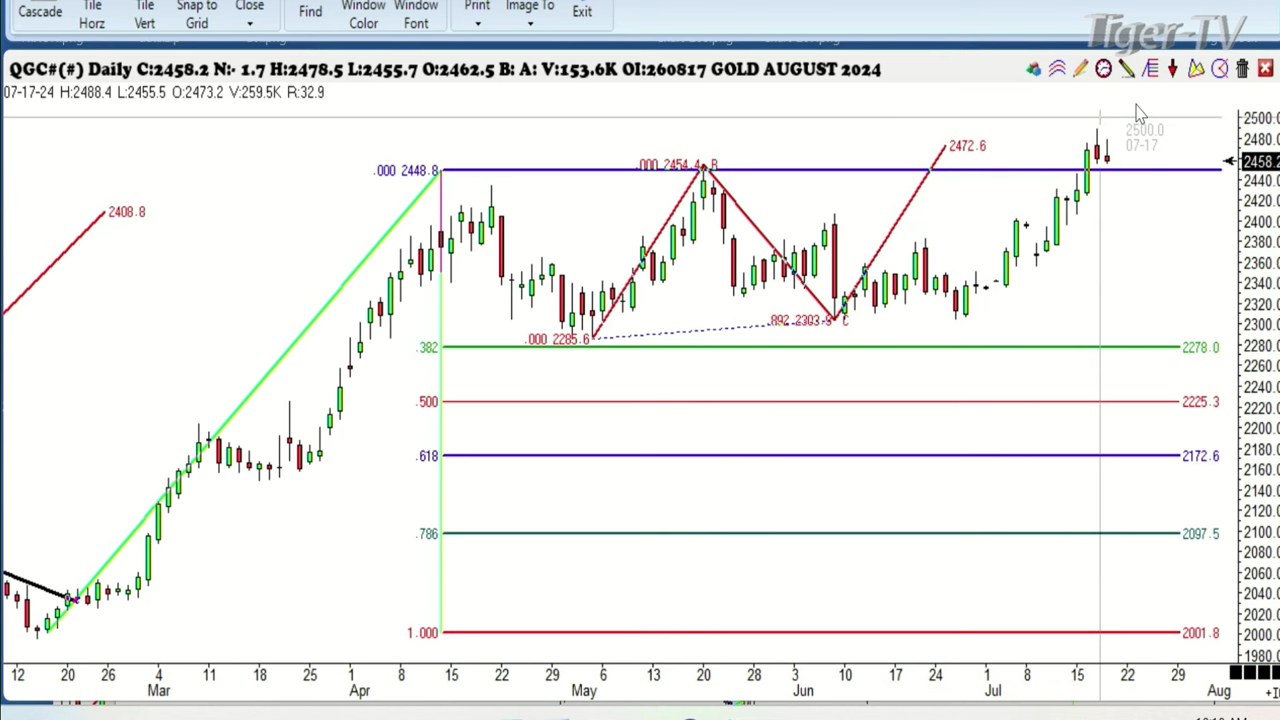 Cascade
Tile Horz
Tile Vert
Snap to Grid
Close
Find
Window Color
Window Font
Print
Image To
Exit
Tiger-TV
QGC#(#) Daily C:2458.2 N:- 1.7 H:2478.5 L:2455.7 O:2462.5 B: A: V:153.6K OI:260817 GOLD AUGUST 2024
07-17-24 H:2488.4 L:2455.5 O:2473.2 V:259.5K R:32.9
2500.0
07-17
2408.8
.000 2448.8
.000 2454.4 B
2472.6
.000 2285.6
.892 2303.9 C
.382 2278.0
.500 2225.3
.618 2172.6
.786 2097.5
1.000 2001.8
2500.0
2480.0
2458.2
2440.0
2420.0
2400.0
2380.0
2360.0
2340.0
2320.0
2300.0
2280.0
2260.0
2240.0
2220.0
2200.0
2180.0
2160.0
2140.0
2120.0
2100.0
2080.0
2060.0
2040.0
2020.0
2000.0
1980.0
12 20 26 4 11 18 25 1 8 15 22 29 6 13 20 28 3 10 17 24 1 8 15 22 29
Mar Apr May Jun Jul Aug